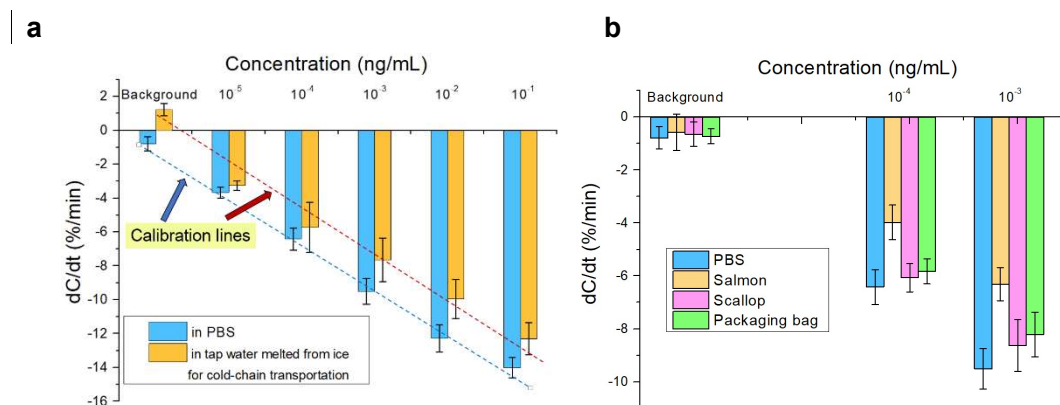 a
Concentration (ng/mL)
Background 10⁻⁵ 10⁻⁴ 10⁻³ 10⁻² 10⁻¹
2
0
-2
-4
-6
-8
-10
-12
-14
-16
dC/dt (%/min)
Calibration lines
in PBS
in tap water melted from ice
for cold-chain transportation
b
Concentration (ng/mL)
Background 10⁻⁴ 10⁻³
0
-2
-4
-6
-8
-10
dC/dt (%/min)
PBS
Salmon
Scallop
Packaging bag